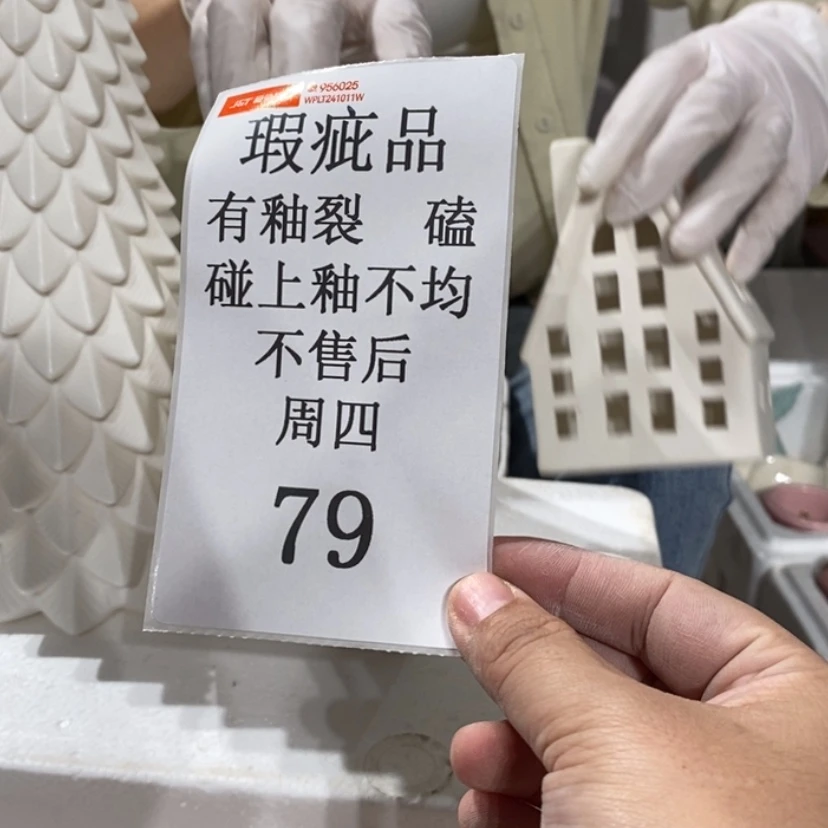 J&T
956025
WPLT241011W
瑕疵品
有釉裂 磕
碰上釉不均
不售后
周四
79